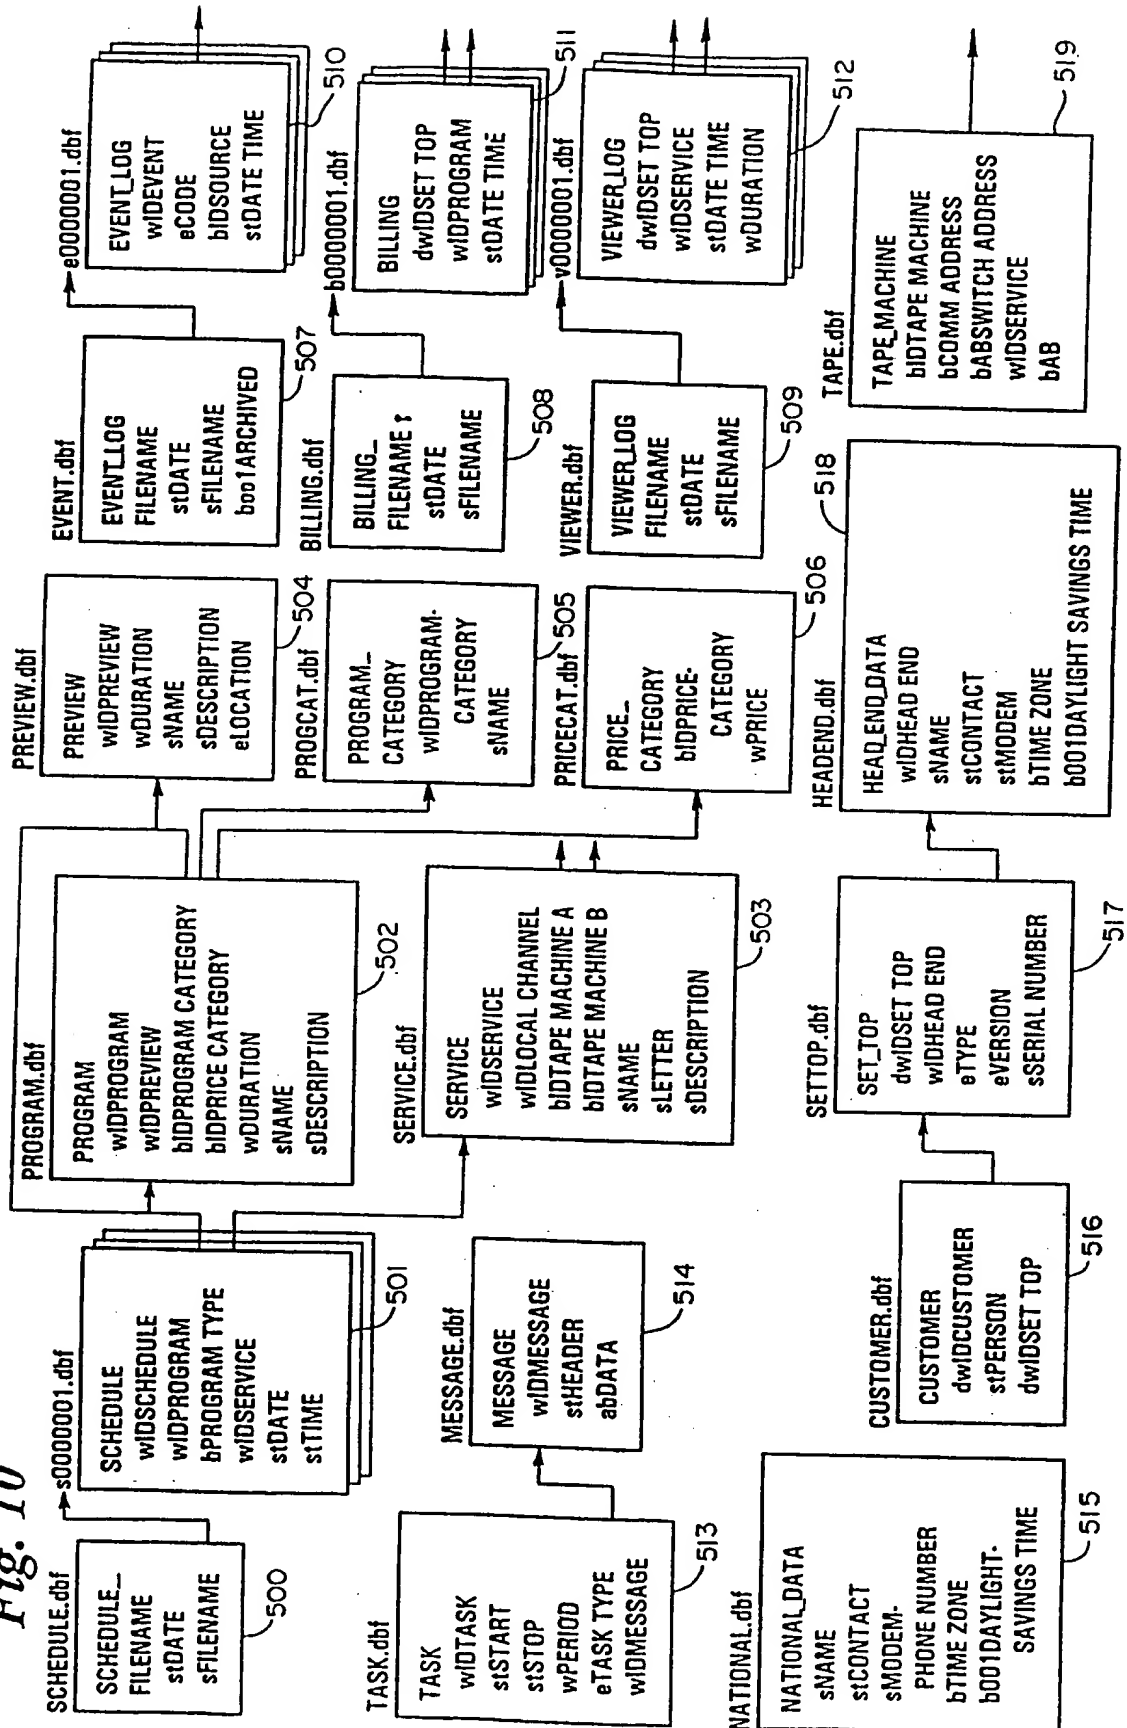 Fig. 10
SCHEDULE.dbf
SCHEDULE_
FILENAME
stDATE
sFILENAME
500
s0000001.dbf
SCHEDULE
wIDSCHEDULE
wIDPROGRAM
bPROGRAM TYPE
wIDSERVICE
stDATE
stTIME
501
PROGRAM.dbf
PROGRAM
wIDPROGRAM
wIDPREVIEW
bIDPROGRAM CATEGORY
bIDPRICE CATEGORY
wDURATION
sNAME
sDESCRIPTION
502
SERVICE.dbf
SERVICE
wIDSERVICE
wIDLOCAL CHANNEL
bIDTAPE MACHINE A
bIDTAPE MACHINE B
sNAME
sLETTER
sDESCRIPTION
503
PREVIEW.dbf
PREVIEW
wIDPREVIEW
wDURATION
sNAME
sDESCRIPTION
eLOCATION
504
PROGCAT.dbf
PROGRAM_
CATEGORY
wIDPROGRAM-
CATEGORY
sNAME
505
PRICECAT.dbf
PRICE_
CATEGORY
bIDPRICE-
CATEGORY
wPRICE
506
EVENT.dbf
EVENT_LOG
FILENAME
stDATE
sFILENAME
boo1ARCHIVED
507
BILLING.dbf
BILLING_
FILENAME
stDATE
sFILENAME
508
VIEWER.dbf
VIEWER_LOG
FILENAME
stDATE
sFILENAME
509
e0000001.dbf
EVENT_LOG
wIDEVENT
eCODE
bIDSOURCE
stDATE TIME
510
b0000001.dbf
BILLING
dwIDSET TOP
wIDPROGRAM
stDATE TIME
511
v0000001.dbf
VIEWER_LOG
dwIDSET TOP
wIDSERVICE
stDATE TIME
wDURATION
512
TASK.dbf
TASK
wIDTASK
stSTART
stSTOP
wPERIOD
eTASK TYPE
wIDMESSAGE
513
MESSAGE.dbf
MESSAGE
wIDMESSAGE
stHEADER
abDATA
514
NATIONAL.dbf
NATIONAL_DATA
sNAME
stCONTACT
sMODEM-
PHONE NUMBER
bTIME ZONE
b001DAYLIGHT-
SAVINGS TIME
515
CUSTOMER.dbf
CUSTOMER
dwIDCUSTOMER
stPERSON
dwIDSET TOP
516
SETTOP.dbf
SET_TOP
dwIDSET TOP
wIDHEAD END
eTYPE
eVERSION
sSERIAL NUMBER
517
HEADEND.dbf
HEAD_END_DATA
wIDHEAD END
sNAME
stCONTACT
stMODEM
bTIME ZONE
b001DAYLIGHT SAVINGS TIME
518
TAPE.dbf
TAPE_MACHINE
bIDTAPE MACHINE
bCOMM ADDRESS
bABSWITCH ADDRESS
wIDSERVICE
bAB
519